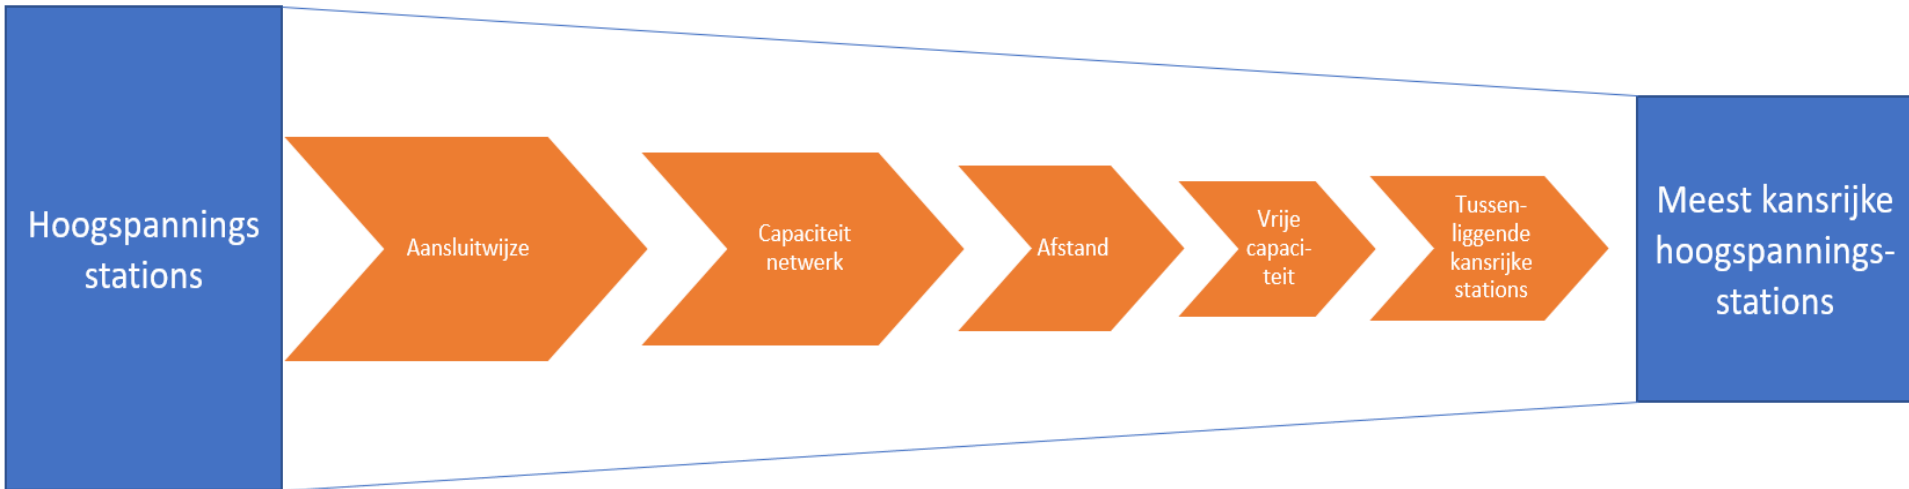 Hoogspannings
stations
Aansluitwijze
Capaciteit
netwerk
Afstand
Vrije
capaci-
teit
Tussen-
liggende
kansrijke
stations
Meest kansrijke
hoogspannings-
stations